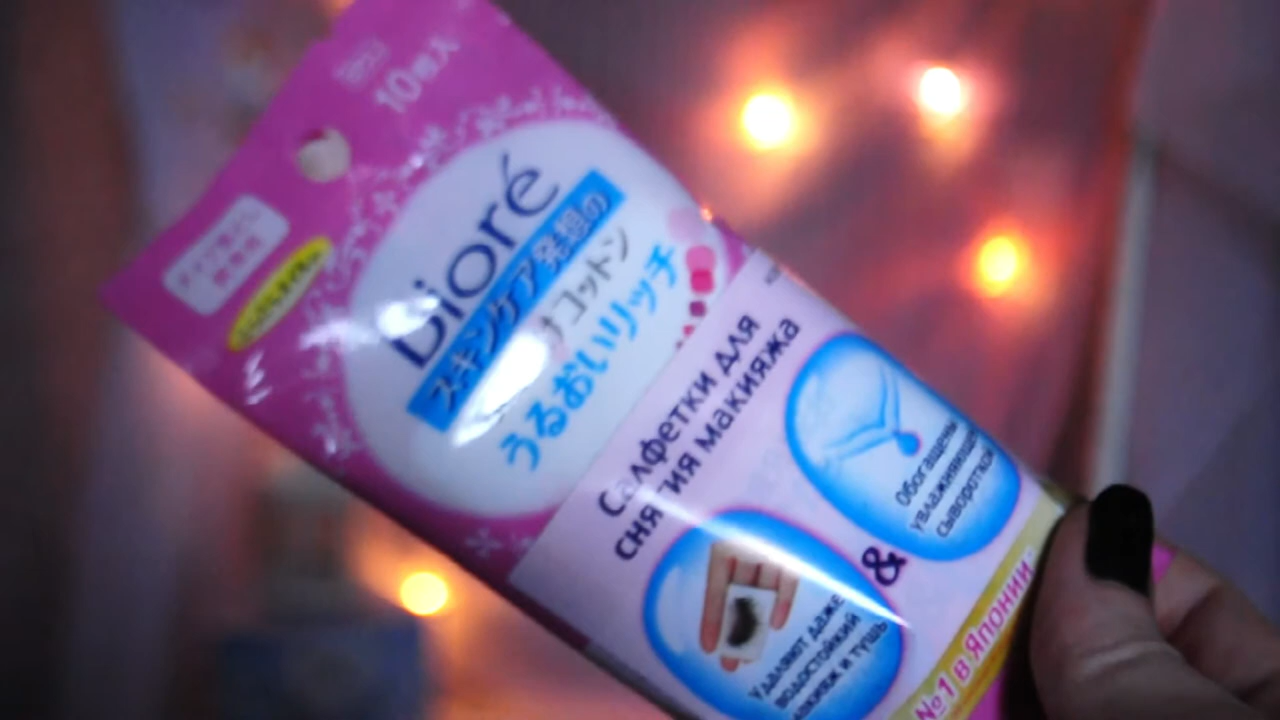 10個入
Bioré
スキンケア発想の
コットン
うるおいリッチ
Салфетки для
снятия макияжа
Обогащены
увлажняющей
сывороткой
&
Удаляют даже
водостойкий
макияж и тушь
№1 в Японии